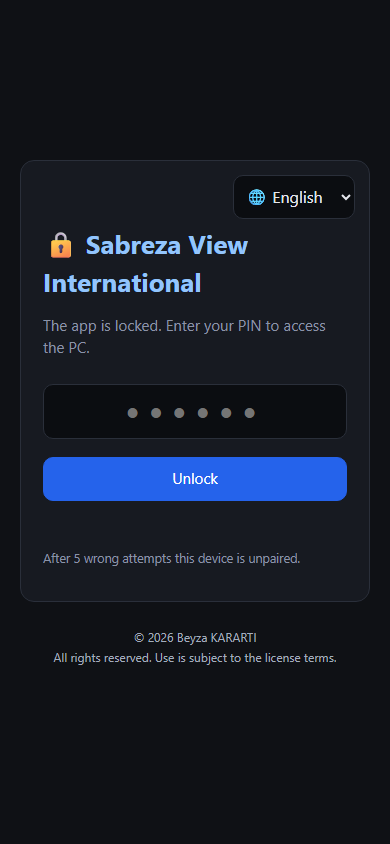 English
Sabreza View
International
The app is locked. Enter your PIN to access
the PC.
Unlock
After 5 wrong attempts this device is unpaired.
© 2026 Beyza KARARTI
All rights reserved. Use is subject to the license terms.